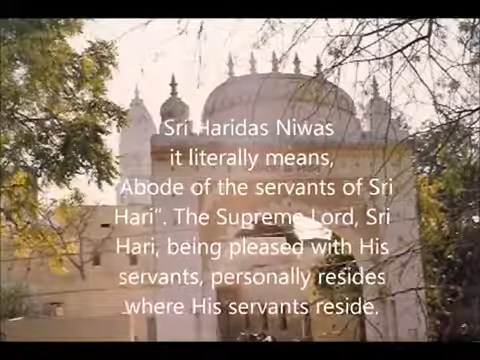 "Sri Haridas Niwas
it literally means,
"Abode of the servants of Sri
Hari". The Supreme Lord, Sri
Hari, being pleased with His
servants, personally resides
where His servants reside.